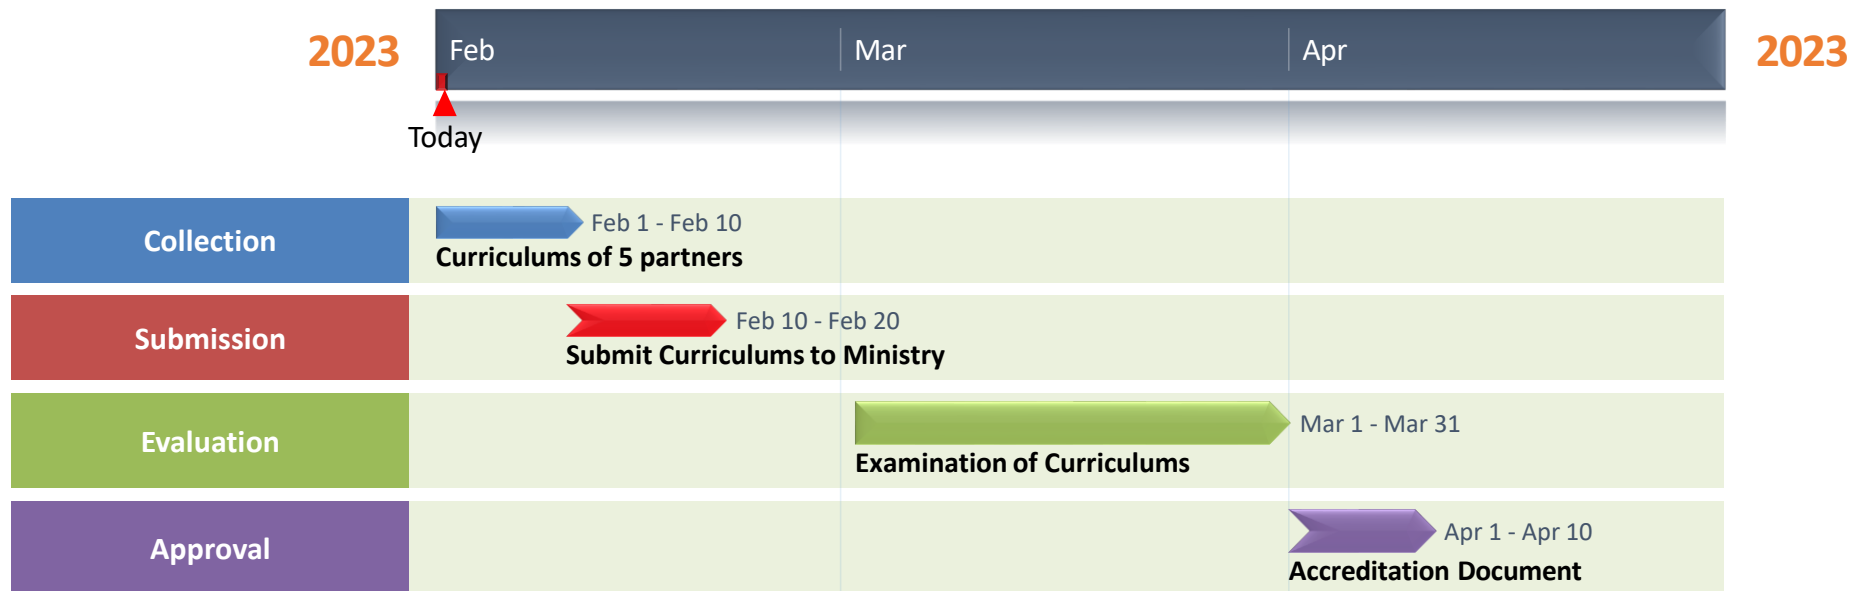 2023
Feb
Mar
Apr
2023
Today
Collection
Feb 1 - Feb 10
Curriculums of 5 partners
Submission
Feb 10 - Feb 20
Submit Curriculums to Ministry
Evaluation
Mar 1 - Mar 31
Examination of Curriculums
Approval
Apr 1 - Apr 10
Accreditation Document